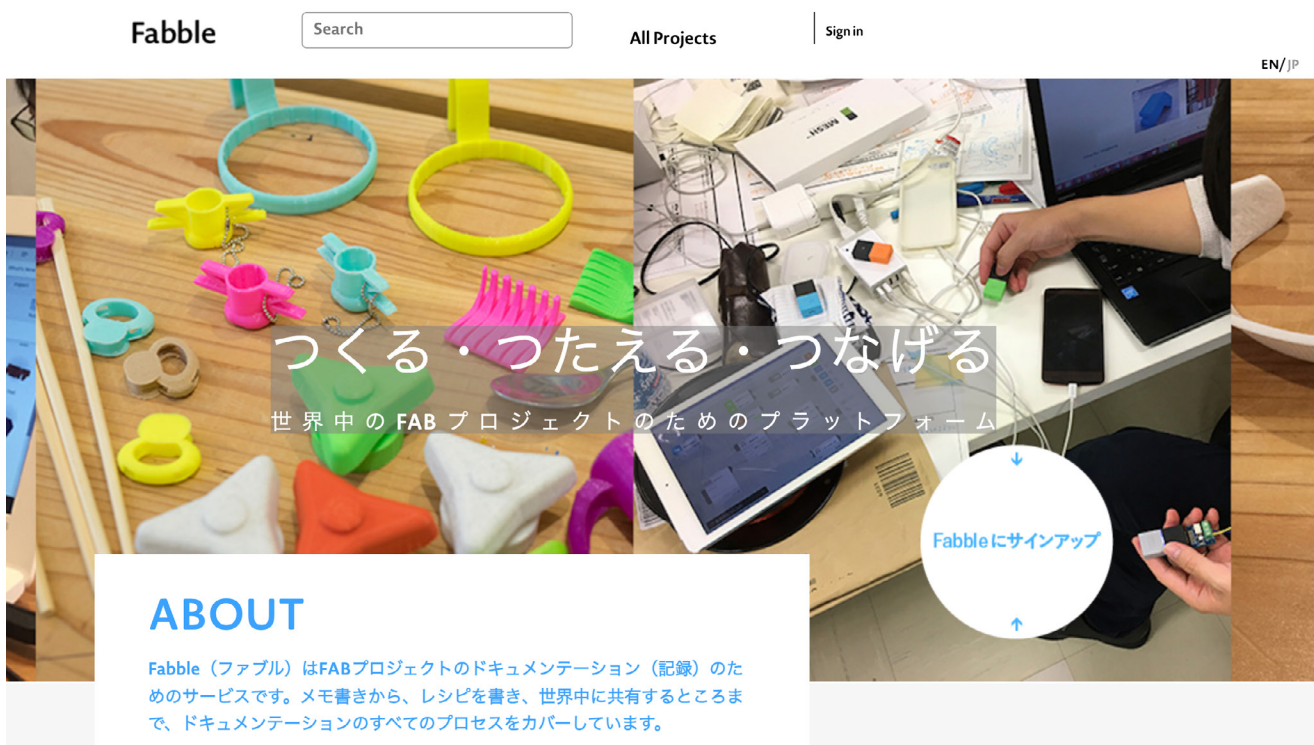 Fabble
Search
All Projects
Sign in
EN/JP
MESH
つくる・つたえる・つなげる
世界中のFABプロジェクトのためのプラットフォーム
Fabbleにサインアップ
ABOUT
Fabble（ファブル）はFABプロジェクトのドキュメンテーション（記録）のた
めのサービスです。メモ書きから、レシピを書き、世界中に共有するところま
で、ドキュメンテーションのすべてのプロセスをカバーしています。